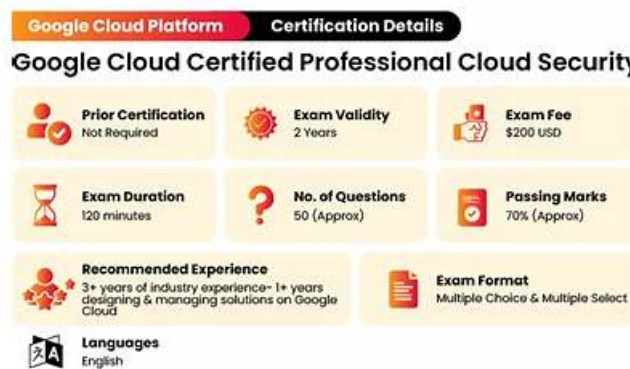 Google Cloud Platform Certification Details
Google Cloud Certified Professional Cloud Security
Prior Certification
Not Required
Exam Validity
2 Years
Exam Fee
$200 USD
Exam Duration
120 minutes
No. of Questions
50 (Approx)
Passing Marks
70% (Approx)
Recommended Experience
3+ years of industry experience- 1+ years
designing & managing solutions on Google
Cloud
Exam Format
Multiple Choice & Multiple Select
Languages
English